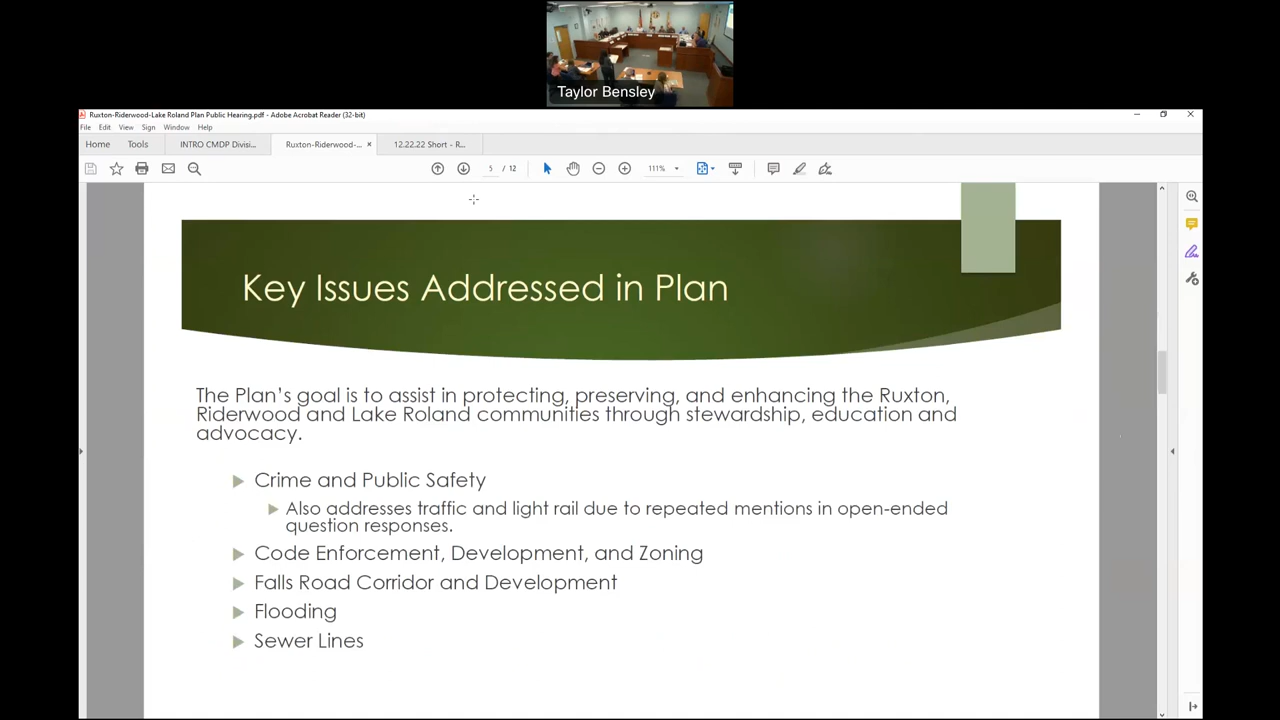 Taylor Bensley
Ruxton-Riderwood-Lake Roland Plan Public Hearing.pdf - Adobe Acrobat Reader (32-bit)
File Edit View Sign Window Help
Home Tools INTRO CMDP Divisi... Ruxton-Riderwood-... × 12.22.22 Short - R...
5 / 12 111%
Key Issues Addressed in Plan
The Plan's goal is to assist in protecting, preserving, and enhancing the Ruxton,
Riderwood and Lake Roland communities through stewardship, education and
advocacy.
Crime and Public Safety
Also addresses traffic and light rail due to repeated mentions in open-ended
question responses.
Code Enforcement, Development, and Zoning
Falls Road Corridor and Development
Flooding
Sewer Lines